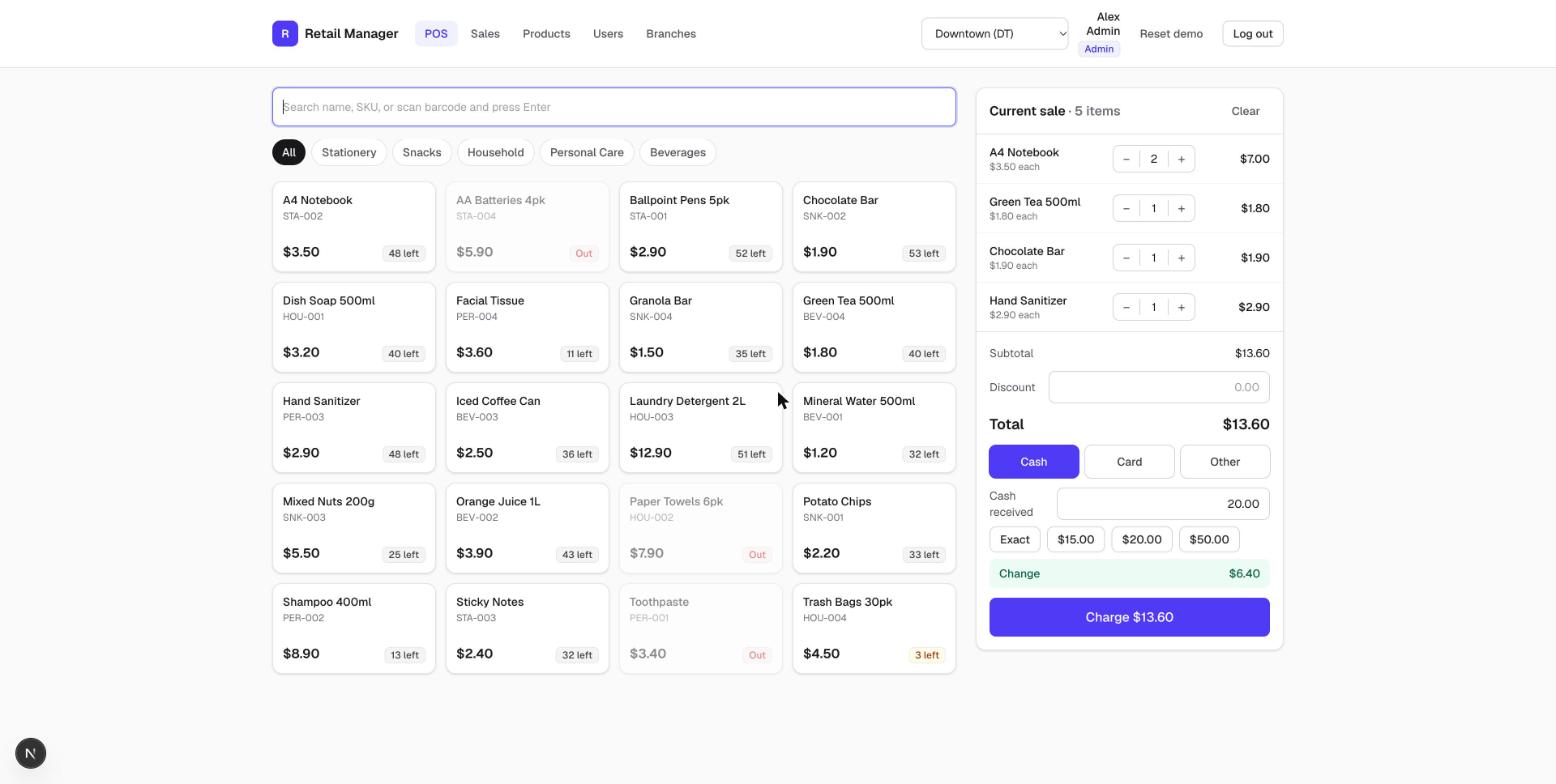 R Retail Manager POS Sales Products Users Branches Downtown (DT) Alex Admin Admin Reset demo Log out
Search name, SKU, or scan barcode and press Enter
All Stationery Snacks Household Personal Care Beverages
A4 Notebook
STA-002
$3.50 48 left
AA Batteries 4pk
STA-004
$5.90 Out
Ballpoint Pens 5pk
STA-001
$2.90 52 left
Chocolate Bar
SNK-002
$1.90 53 left
Dish Soap 500ml
HOU-001
$3.20 40 left
Facial Tissue
PER-004
$3.60 11 left
Granola Bar
SNK-004
$1.50 35 left
Green Tea 500ml
BEV-004
$1.80 40 left
Hand Sanitizer
PER-003
$2.90 48 left
Iced Coffee Can
BEV-003
$2.50 36 left
Laundry Detergent 2L
HOU-003
$12.90 51 left
Mineral Water 500ml
BEV-001
$1.20 32 left
Mixed Nuts 200g
SNK-003
$5.50 25 left
Orange Juice 1L
BEV-002
$3.90 43 left
Paper Towels 6pk
HOU-002
$7.90 Out
Potato Chips
SNK-001
$2.20 33 left
Shampoo 400ml
PER-002
$8.90 13 left
Sticky Notes
STA-003
$2.40 32 left
Toothpaste
PER-001
$3.40 Out
Trash Bags 30pk
HOU-004
$4.50 3 left
Current sale · 5 items Clear
A4 Notebook
$3.50 each
− 2 + $7.00
Green Tea 500ml
$1.80 each
− 1 + $1.80
Chocolate Bar
$1.90 each
− 1 + $1.90
Hand Sanitizer
$2.90 each
− 1 + $2.90
Subtotal $13.60
Discount 0.00
Total $13.60
Cash Card Other
Cash
received 20.00
Exact $15.00 $20.00 $50.00
Change $6.40
Charge $13.60
N